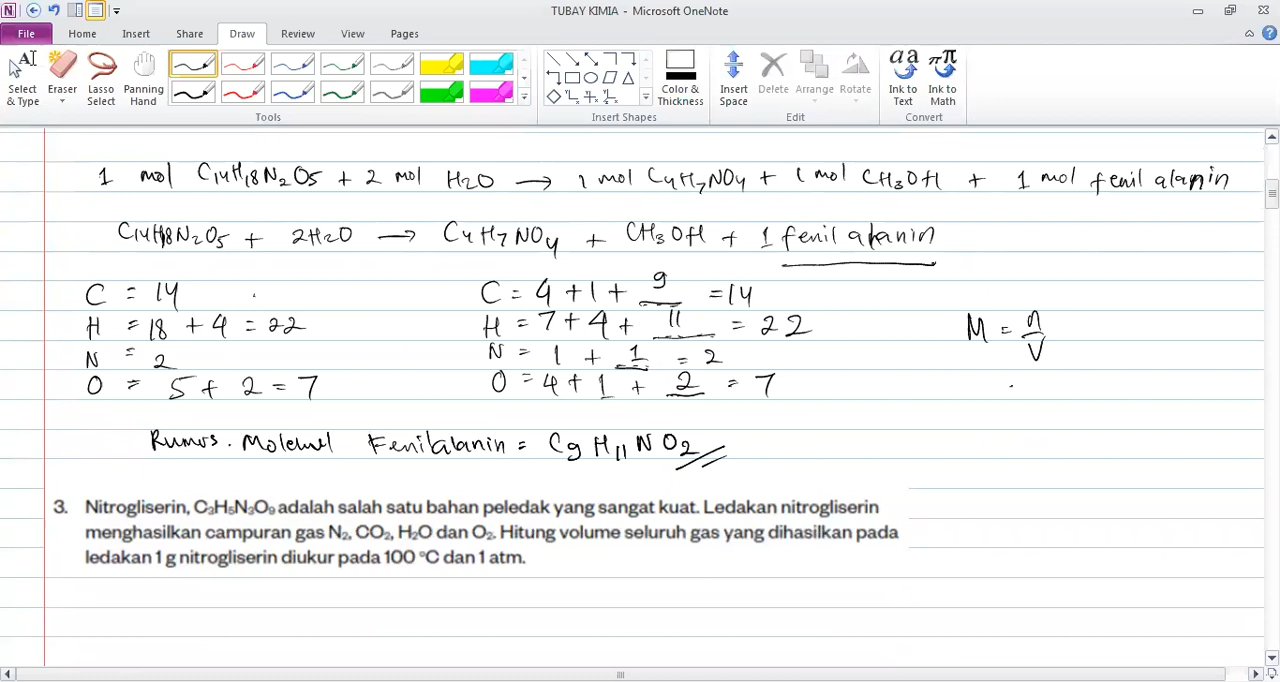 TUBAY KIMIA - Microsoft OneNote
File Home Insert Share Draw Review View Pages
Select & Type
Eraser
Lasso Select
Panning Hand
Color & Thickness
Insert Space
Delete
Arrange
Rotate
Ink to Text
Ink to Math
Tools
Insert Shapes
Edit
Convert
1 mol C14H18N2O5 + 2 mol H2O → 1 mol C4H7NO4 + 1 mol CH3OH + 1 mol fenil alanin
C14H18N2O5 + 2H2O → C4H7NO4 + CH3OH + 1 fenil alanin
C = 14
H = 18 + 4 = 22
N = 2
O = 5 + 2 = 7
C = 4 + 1 + 9 = 14
H = 7 + 4 + 11 = 22
N = 1 + 1 = 2
O = 4 + 1 + 2 = 7
M = n/V
Rumus Molekul Fenilalanin = C9H11NO2
3. Nitrogliserin, C3H5N3O9 adalah salah satu bahan peledak yang sangat kuat. Ledakan nitrogliserin
menghasilkan campuran gas N2, CO2, H2O dan O2. Hitung volume seluruh gas yang dihasilkan pada
ledakan 1 g nitrogliserin diukur pada 100 °C dan 1 atm.